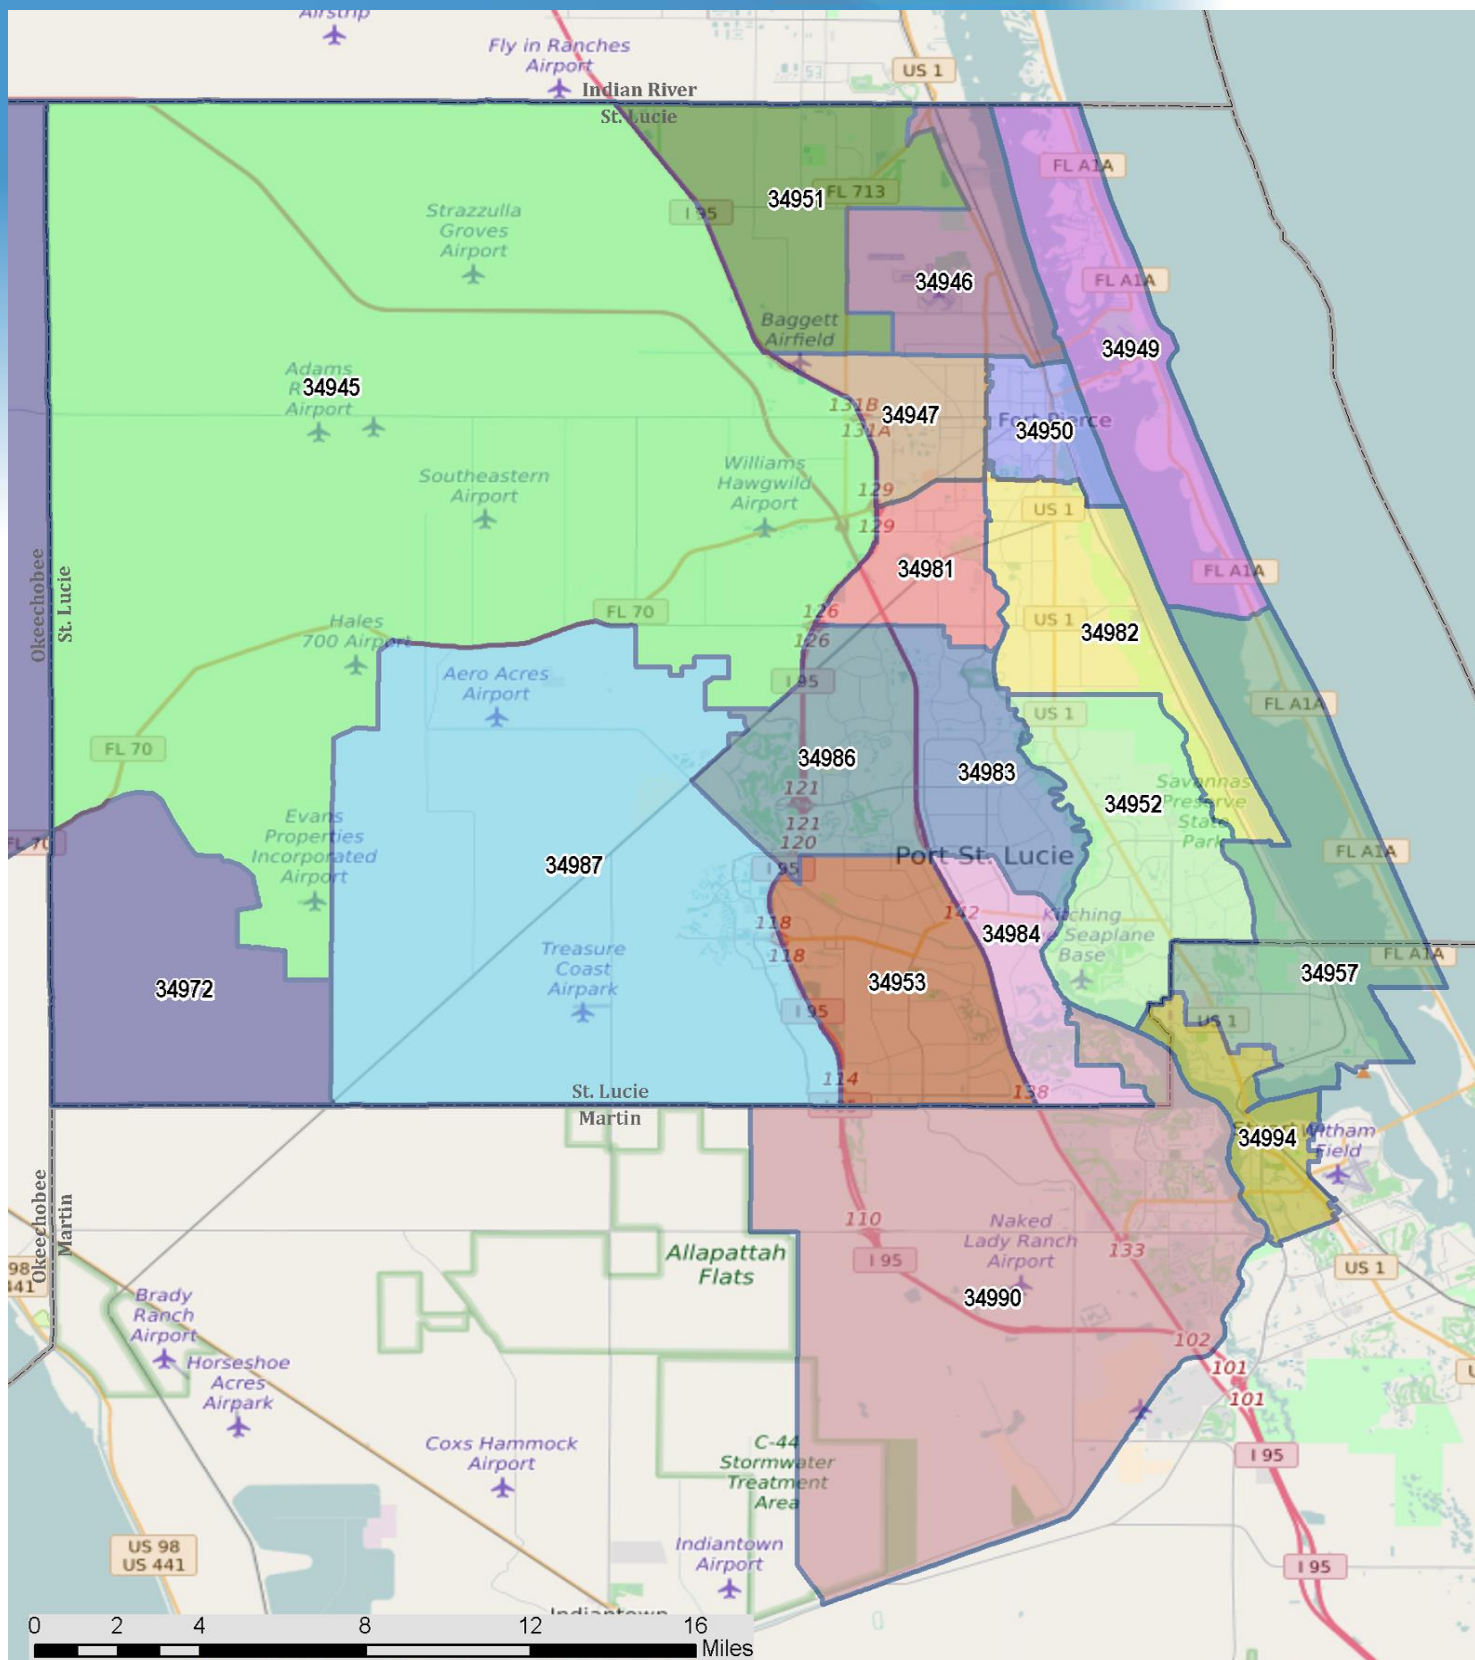 Airstrip
Fly in Ranches
Airport
US 1
Indian River
St. Lucie
FL A1A
FL 713
34951
I 95
Strazzulla
Groves
Airport
34946
FL A1A
Baggett
Airfield
34949
Adams
Airport
34945
131B
131A
34947
Fort Pierce
34950
Williams
Hawgwild
Airport
Southeastern
Airport
129
129
US 1
34981
FL A1A
Okeechobee
St. Lucie
FL 70
126
126
US 1
34982
Hales
700 Airport
Aero Acres
Airport
I 95
US 1
FL A1A
FL 70
34986
34983
121
121
120
34952
Savannas
Preserve
State
Park
Evans
Properties
Incorporated
Airport
FL 70
34987
I 95
Port St. Lucie
FL A1A
118
118
142
34984
Kitching
Seaplane
Base
Treasure
Coast
Airpark
34972
34953
34957
FL A1A
I 95
US 1
114
138
St. Lucie
Martin
34994
Witham
Field
Okeechobee
Martin
110
I 95
Naked
Lady Ranch
Airport
133
Allapattah
Flats
US 1
98
441
34990
Brady
Ranch
Airport
Horseshoe
Acres
Airpark
102
101
101
Coxs Hammock
Airport
C-44
Stormwater
Treatment
Area
I 95
US 98
US 441
Indiantown
Airport
I 95
Indiantown
0 2 4 8 12 16
Miles